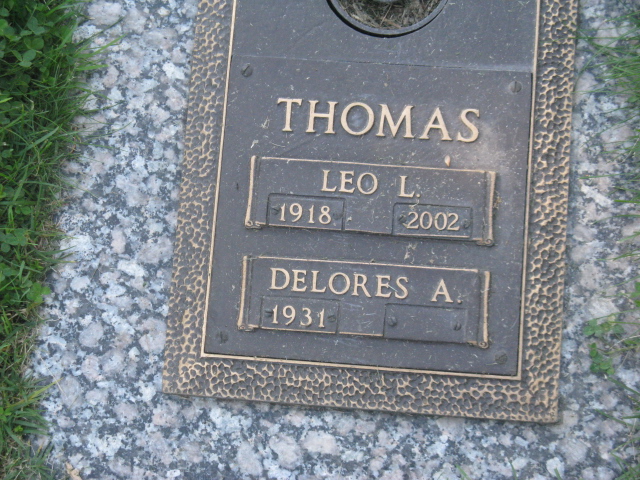 THOMAS
LEO L.
1918 2002
DELORES A.
1931